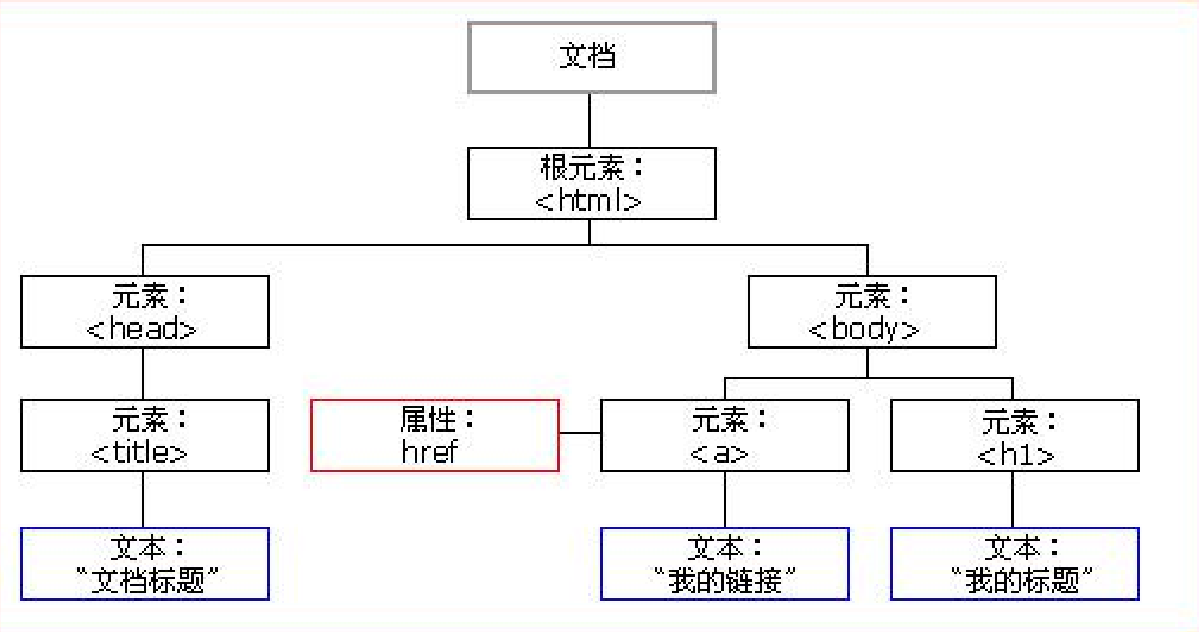 文档
根元素：
<html>
元素：
<head>
元素：
<body>
元素：
<title>
属性：
href
元素：
<a>
元素：
<h1>
文本：
“文档标题”
文本：
“我的链接”
文本：
“我的标题”